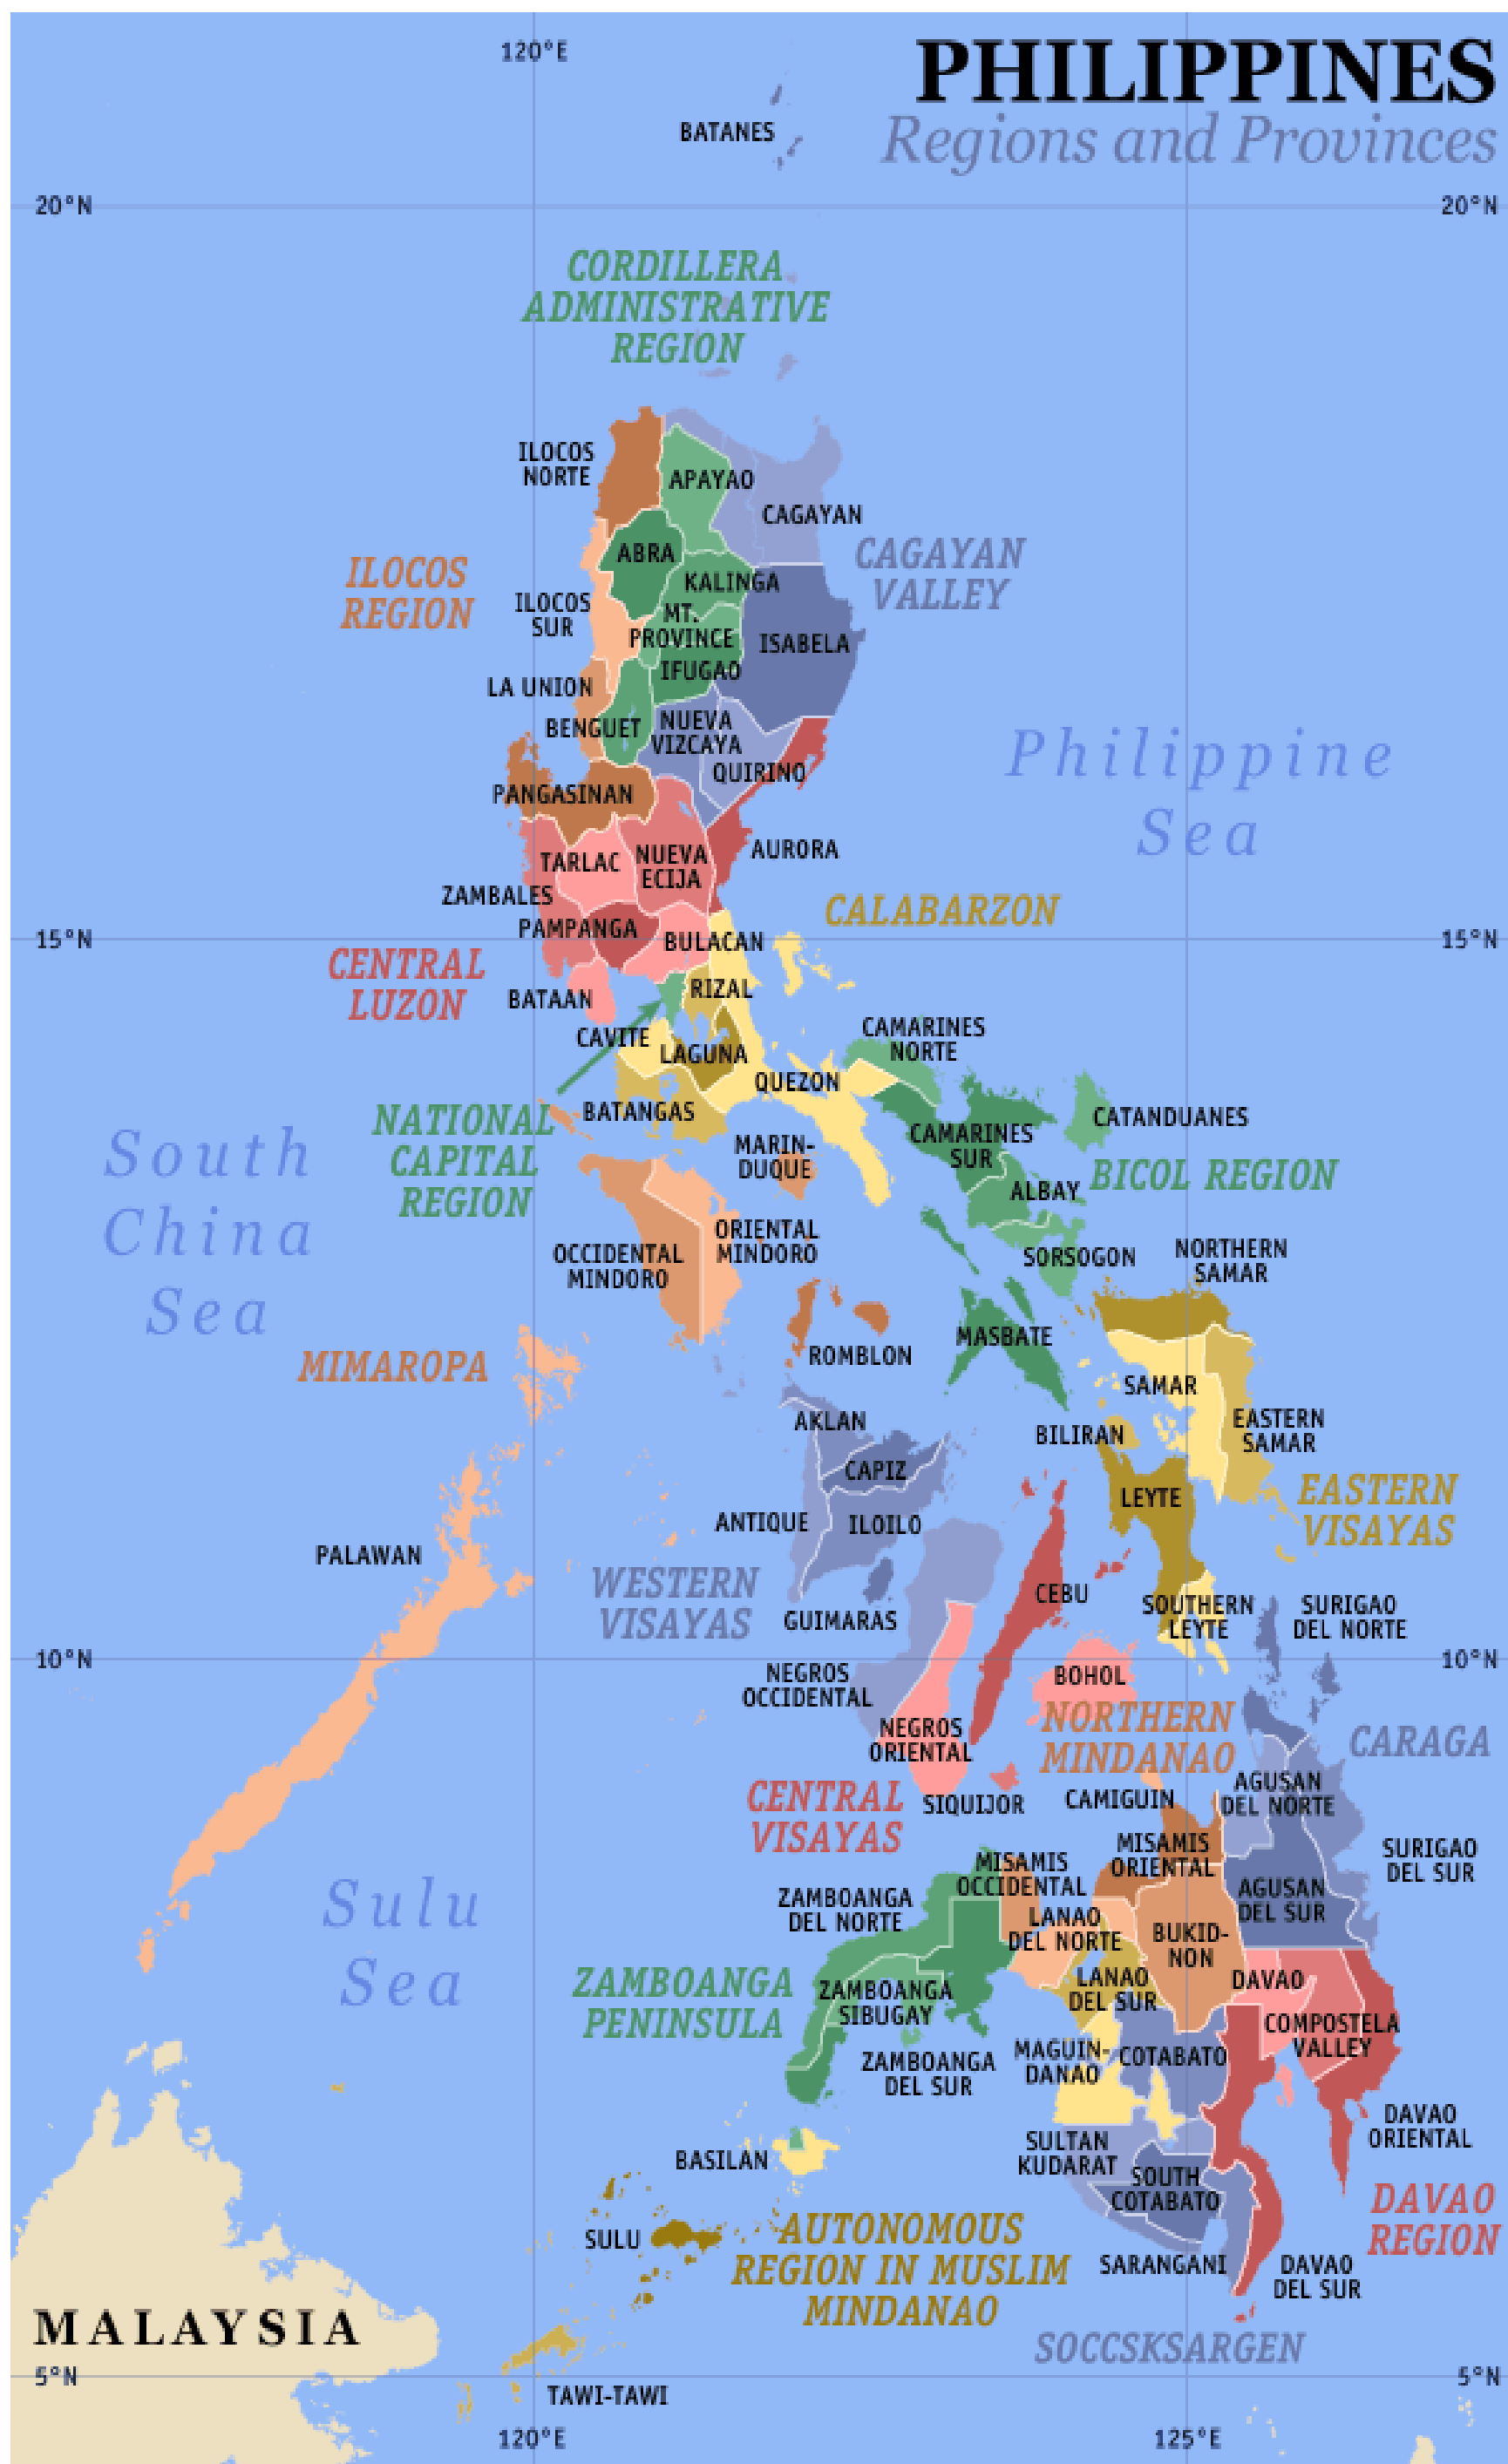 120°E
PHILIPPINES
Regions and Provinces
BATANES
20°N
20°N
CORDILLERA
ADMINISTRATIVE
REGION
ILOCOS
NORTE
APAYAO
CAGAYAN
ABRA
CAGAYAN
VALLEY
ILOCOS
REGION
KALINGA
ILOCOS
SUR
MT.
PROVINCE
ISABELA
IFUGAO
LA UNION
BENGUET
NUEVA
VIZCAYA
QUIRINO
Philippine
Sea
PANGASINAN
AURORA
TARLAC
NUEVA
ECIJA
ZAMBALES
CALABARZON
PAMPANGA
BULACAN
15°N
15°N
CENTRAL
LUZON
BATAAN
RIZAL
CAVITE
LAGUNA
CAMARINES
NORTE
QUEZON
BATANGAS
NATIONAL
CAPITAL
REGION
CATANDUANES
CAMARINES
SUR
MARIN-
DUQUE
BICOL REGION
ALBAY
South
China
Sea
ORIENTAL
MINDORO
OCCIDENTAL
MINDORO
SORSOGON
NORTHERN
SAMAR
MASBATE
ROMBLON
MIMAROPA
SAMAR
AKLAN
BILIRAN
EASTERN
SAMAR
CAPIZ
LEYTE
EASTERN
VISAYAS
ANTIQUE
ILOILO
PALAWAN
WESTERN
VISAYAS
CEBU
GUIMARAS
SOUTHERN
LEYTE
SURIGAO
DEL NORTE
10°N
10°N
NEGROS
OCCIDENTAL
BOHOL
NEGROS
ORIENTAL
NORTHERN
MINDANAO
CARAGA
CENTRAL
VISAYAS
SIQUIJOR
CAMIGUIN
AGUSAN
DEL NORTE
MISAMIS
ORIENTAL
SURIGAO
DEL SUR
MISAMIS
OCCIDENTAL
ZAMBOANGA
DEL NORTE
AGUSAN
DEL SUR
LANAO
DEL NORTE
BUKID-
NON
Sulu
Sea
ZAMBOANGA
PENINSULA
ZAMBOANGA
SIBUGAY
LANAO
DEL SUR
DAVAO
COMPOSTELA
VALLEY
ZAMBOANGA
DEL SUR
MAGUIN-
DANAO
COTABATO
DAVAO
ORIENTAL
BASILAN
SULTAN
KUDARAT
SOUTH
COTABATO
DAVAO
REGION
SULU
AUTONOMOUS
REGION IN MUSLIM
MINDANAO
SARANGANI
DAVAO
DEL SUR
MALAYSIA
SOCCSKSARGEN
5°N
5°N
TAWI-TAWI
120°E
125°E